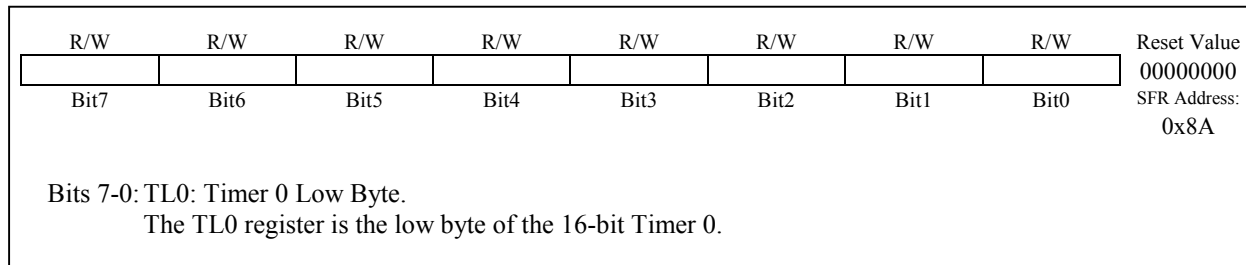 R/W R/W R/W R/W R/W R/W R/W R/W Reset Value
00000000
Bit7 Bit6 Bit5 Bit4 Bit3 Bit2 Bit1 Bit0 SFR Address:
0x8A
Bits 7-0: TL0: Timer 0 Low Byte.
The TL0 register is the low byte of the 16-bit Timer 0.